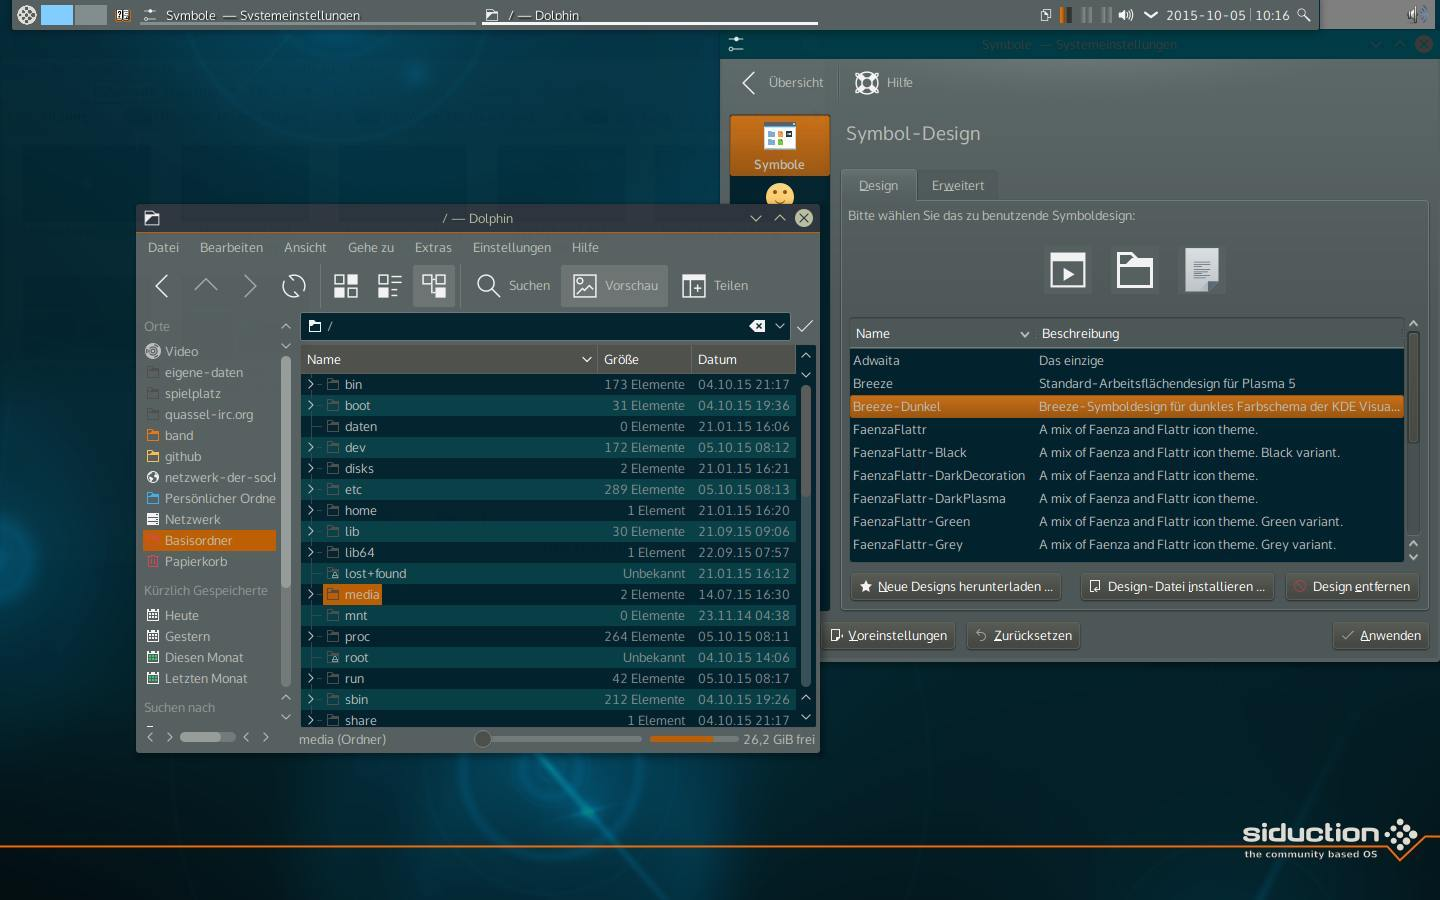 Symbole — Systemeinstellungen
/ — Dolphin
2015-10-05 10:16
Symbole — Systemeinstellungen
Übersicht
Hilfe
Symbole
Symbol-Design
Design
Erweitert
Bitte wählen Sie das zu benutzende Symboldesign:
Name Beschreibung
Adwaita Das einzige
Breeze Standard-Arbeitsflächendesign für Plasma 5
Breeze-Dunkel Breeze-Symboldesign für dunkles Farbschema der KDE Visua...
FaenzaFlattr A mix of Faenza and Flattr icon theme.
FaenzaFlattr-Black A mix of Faenza and Flattr icon theme. Black variant.
FaenzaFlattr-DarkDecoration A mix of Faenza and Flattr icon theme.
FaenzaFlattr-DarkPlasma A mix of Faenza and Flattr icon theme.
FaenzaFlattr-Green A mix of Faenza and Flattr icon theme. Green variant.
FaenzaFlattr-Grey A mix of Faenza and Flattr icon theme. Grey variant.
Neue Designs herunterladen ...
Design-Datei installieren ...
Design entfernen
Voreinstellungen
Zurücksetzen
Anwenden
/ — Dolphin
Datei Bearbeiten Ansicht Gehe zu Extras Einstellungen Hilfe
Suchen Vorschau Teilen
Orte
Video
eigene-daten
spielplatz
quassel-irc.org
band
github
netzwerk-der-sock
Persönlicher Ordne
Netzwerk
Basisordner
Papierkorb
Kürzlich Gespeicherte
Heute
Gestern
Diesen Monat
Letzten Monat
Suchen nach
/
Name Größe Datum
bin 173 Elemente 04.10.15 21:17
boot 31 Elemente 04.10.15 19:36
daten 0 Elemente 21.01.15 16:06
dev 172 Elemente 05.10.15 08:12
disks 2 Elemente 21.01.15 16:21
etc 289 Elemente 05.10.15 08:13
home 1 Element 21.01.15 16:20
lib 30 Elemente 21.09.15 09:06
lib64 1 Element 22.09.15 07:57
lost+found Unbekannt 21.01.15 16:12
media 2 Elemente 14.07.15 16:30
mnt 0 Elemente 23.11.14 04:38
proc 264 Elemente 05.10.15 08:11
root Unbekannt 04.10.15 14:06
run 42 Elemente 05.10.15 08:17
sbin 212 Elemente 04.10.15 19:26
share 1 Element 04.10.15 21:17
media (Ordner)
26,2 GiB frei
siduction
the community based OS